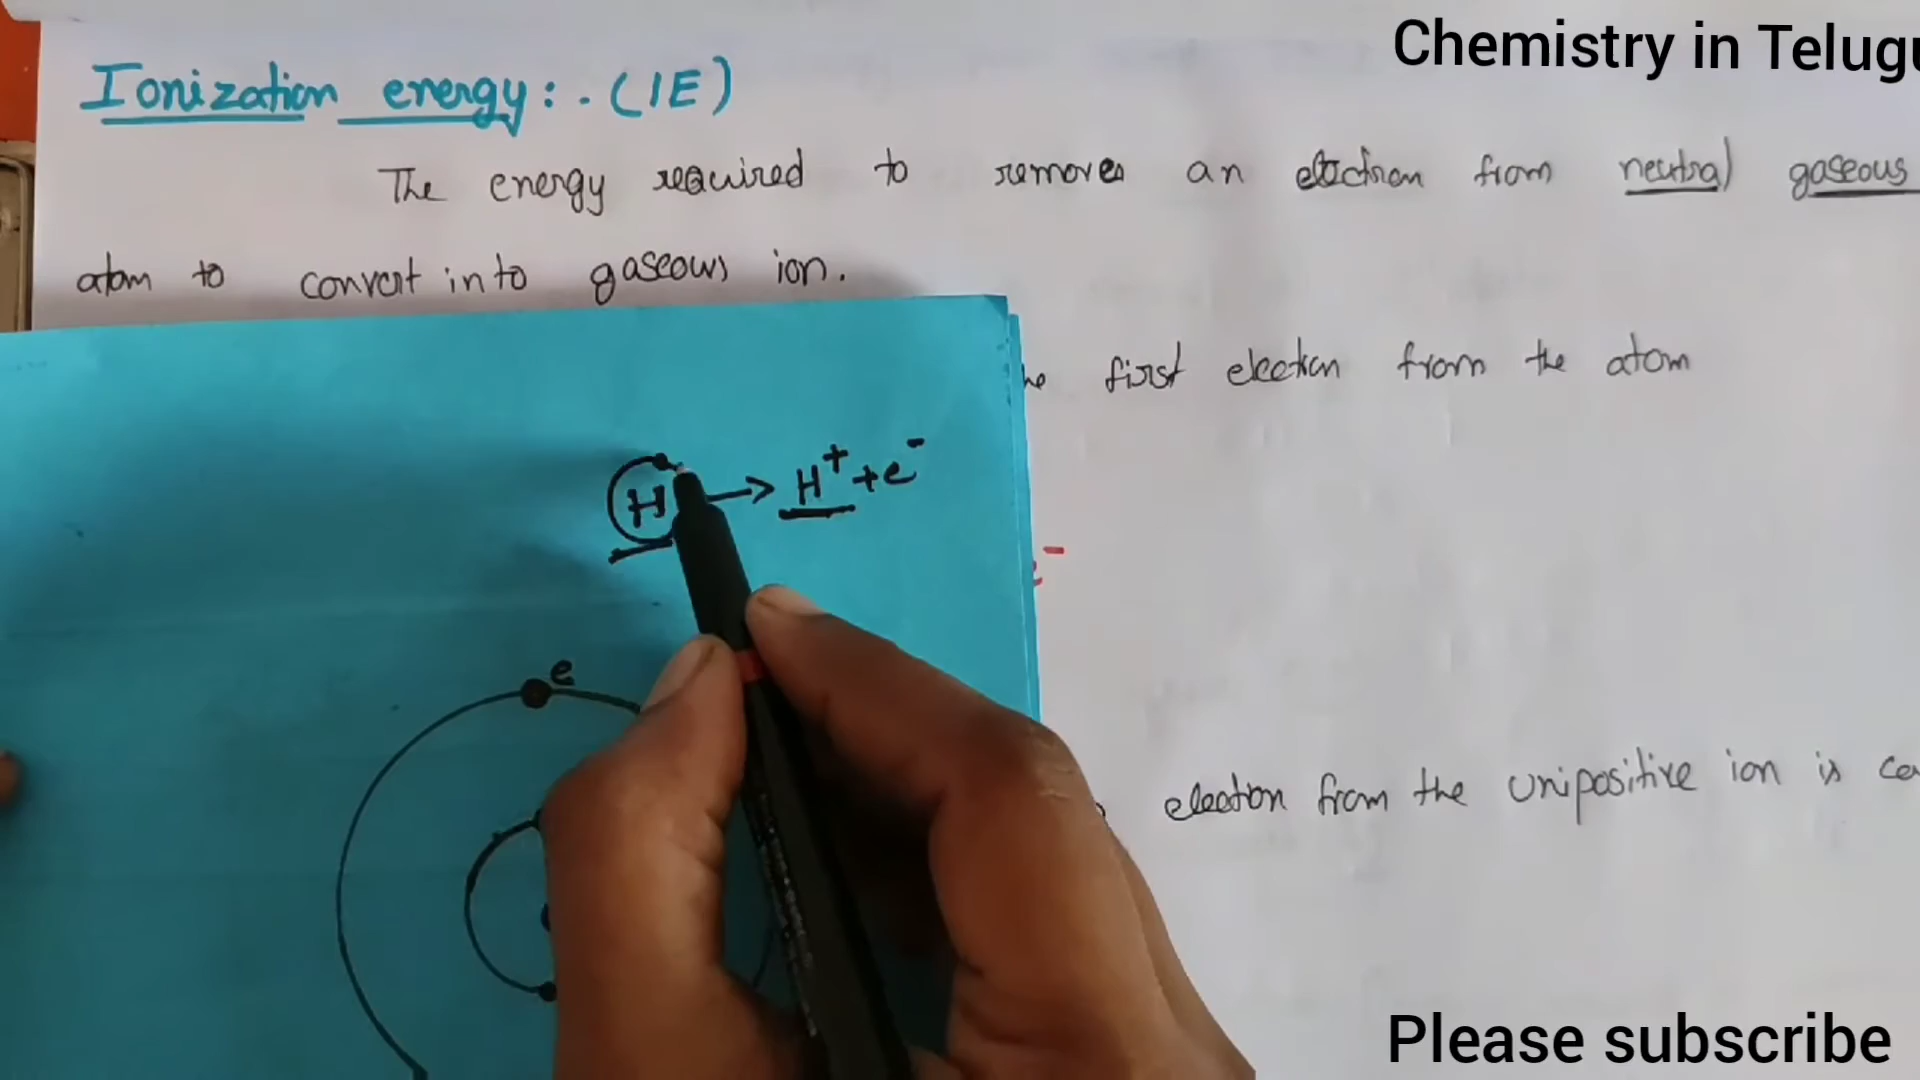 Chemistry in Telugu
Ionization energy:. (IE)
The energy required to removes an electron from neutral gaseous
atom to convert into gaseous ion.
first electron from the atom
H → H⁺ + e⁻
e
electron from the unipositive ion is
Please subscribe